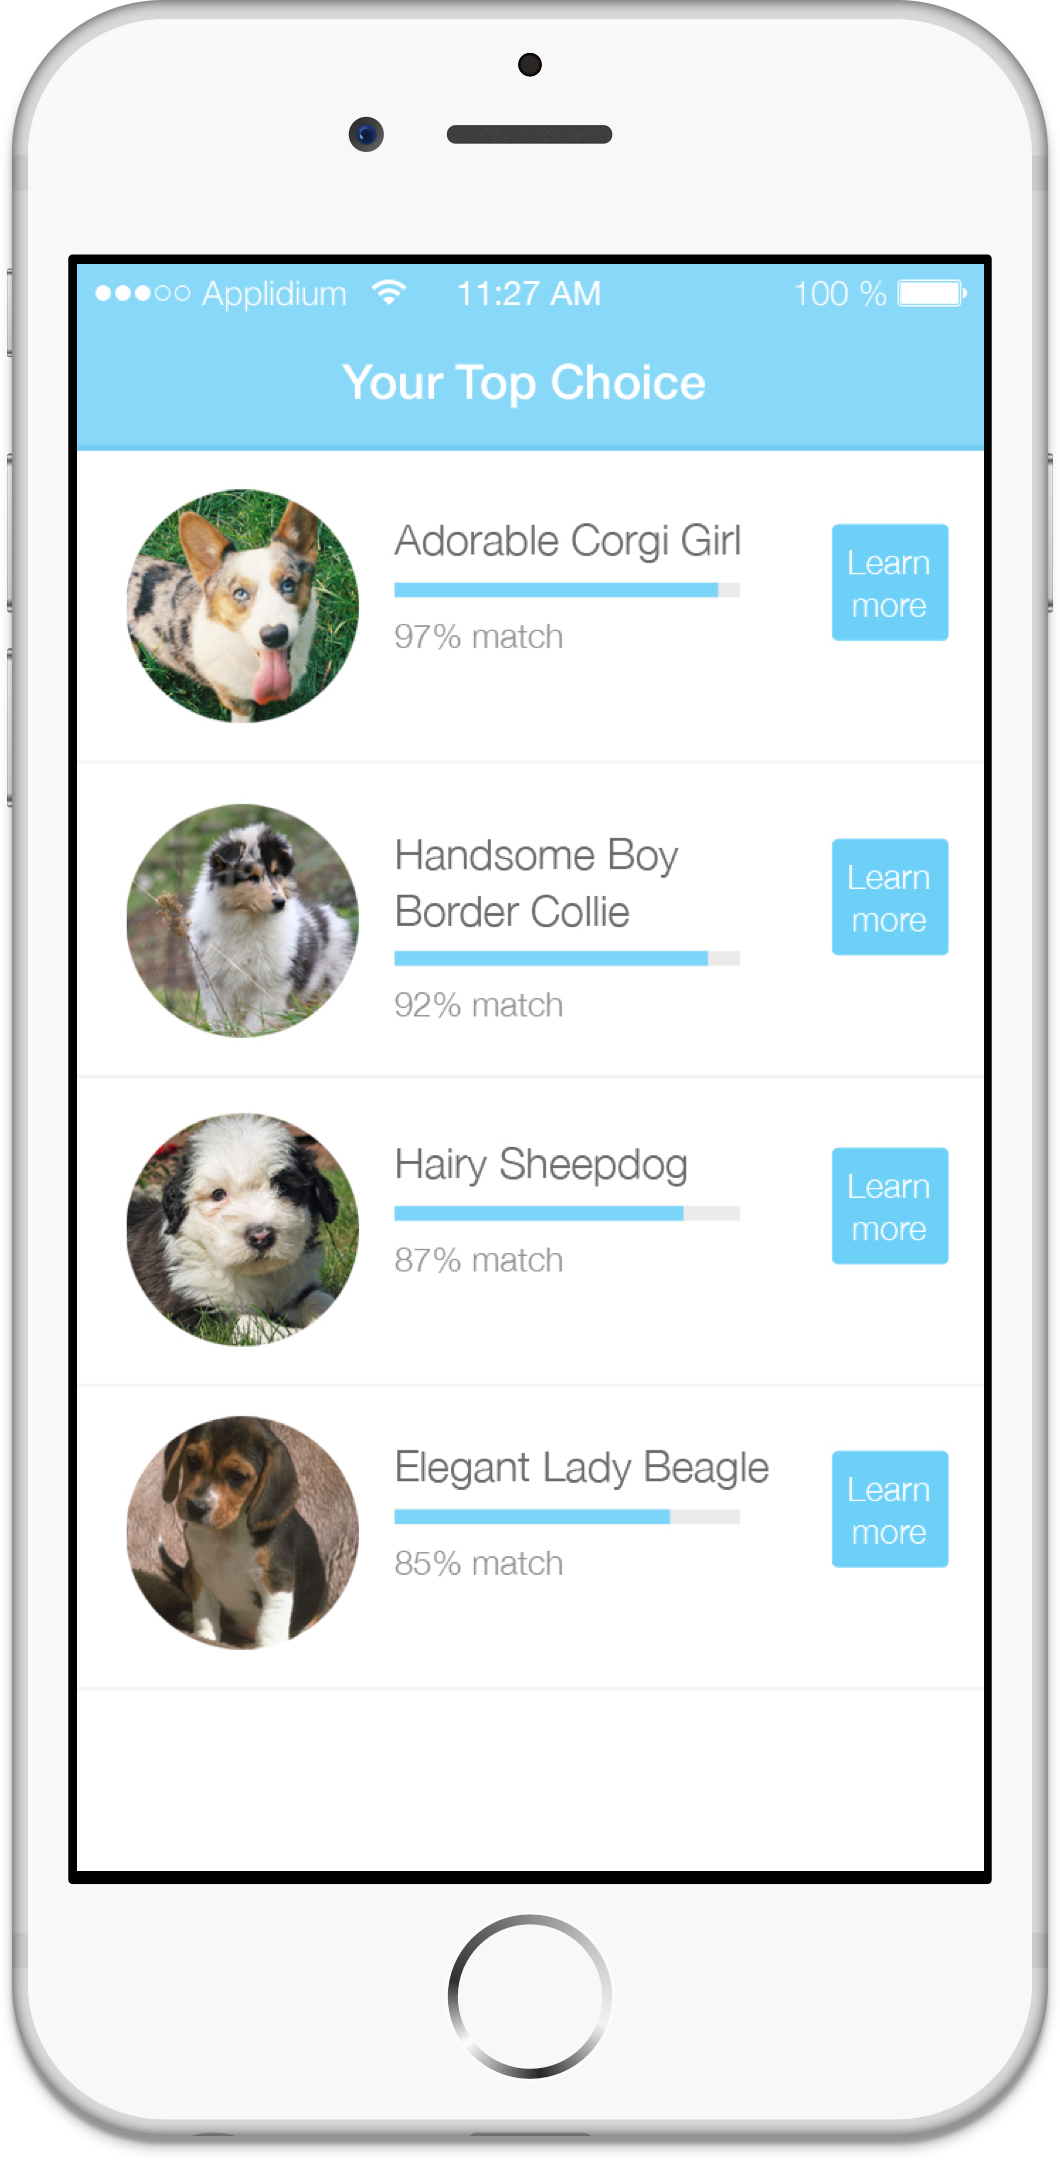 Applidium 11:27 AM 100 %
Your Top Choice
Adorable Corgi Girl
97% match
Learn
more
Handsome Boy
Border Collie
92% match
Learn
more
Hairy Sheepdog
87% match
Learn
more
Elegant Lady Beagle
85% match
Learn
more